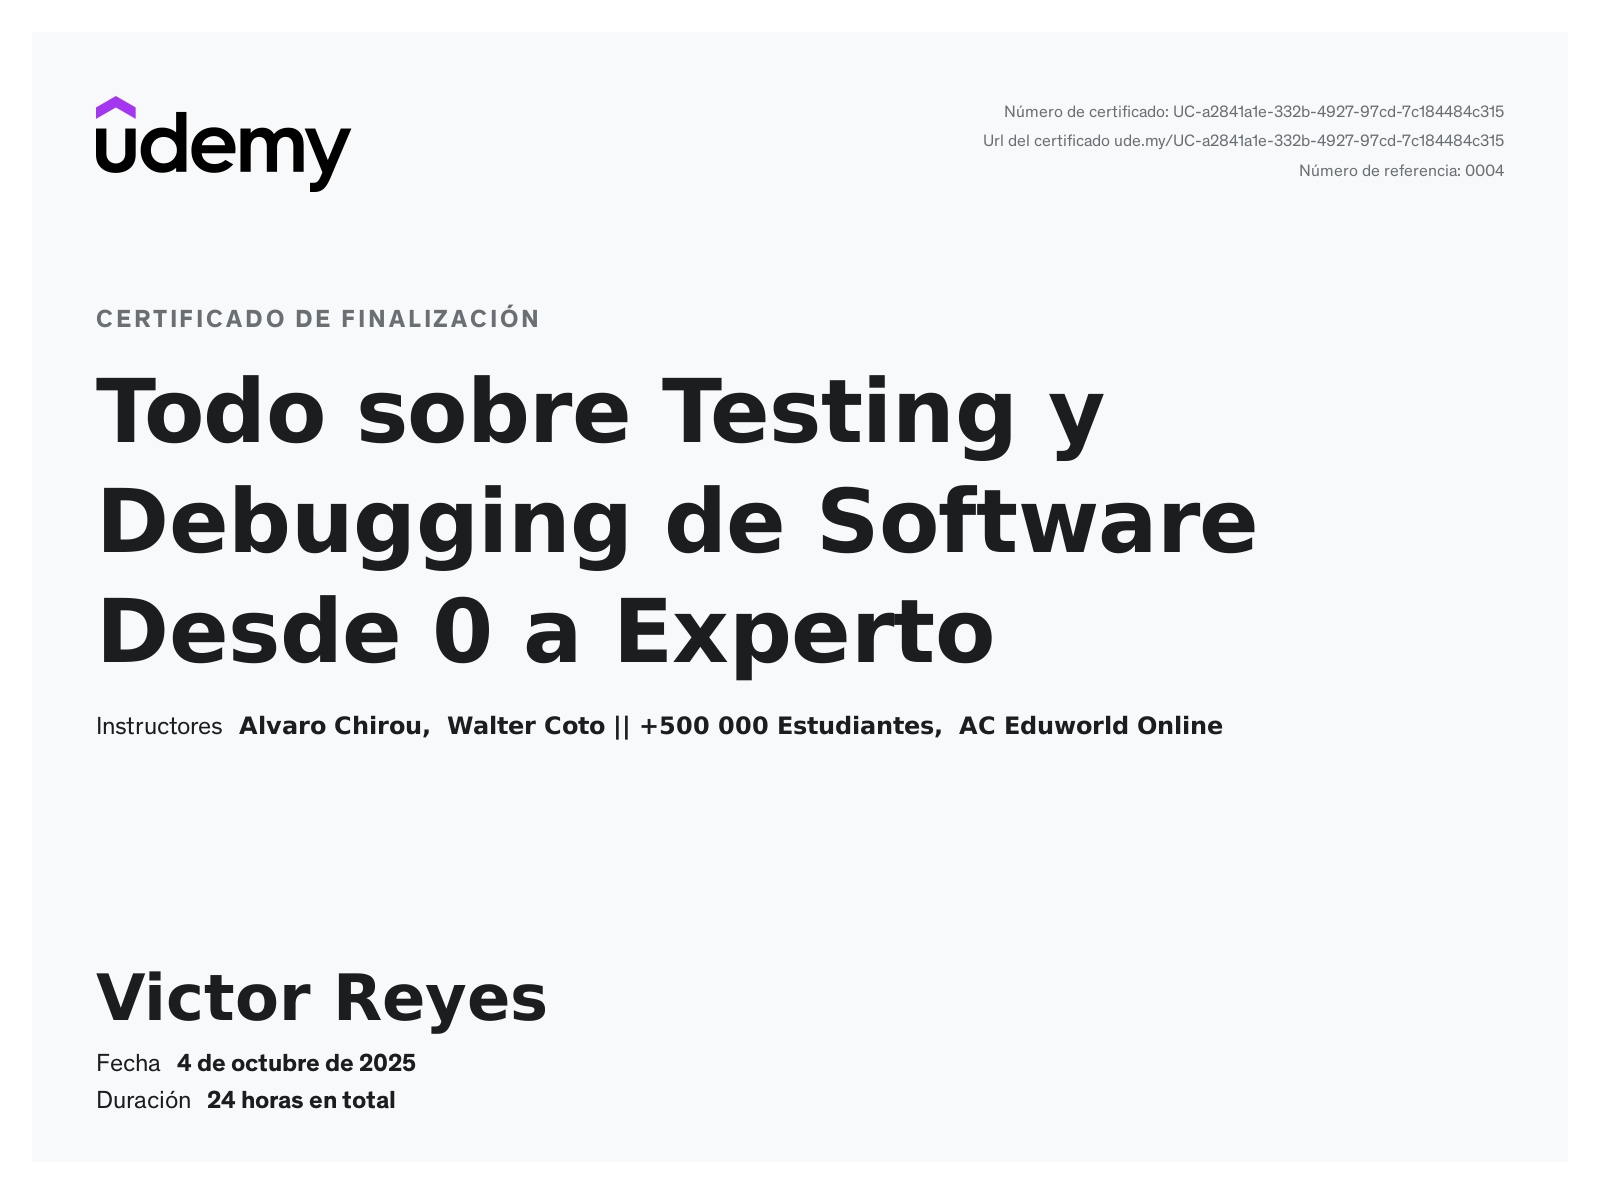 udemy
Número de certificado: UC-a2841a1e-332b-4927-97cd-7c184484c315
Url del certificado ude.my/UC-a2841a1e-332b-4927-97cd-7c184484c315
Número de referencia: 0004
CERTIFICADO DE FINALIZACIÓN
Todo sobre Testing y
Debugging de Software
Desde 0 a Experto
Instructores Alvaro Chirou, Walter Coto || +500 000 Estudiantes, AC Eduworld Online
Victor Reyes
Fecha 4 de octubre de 2025
Duración 24 horas en total